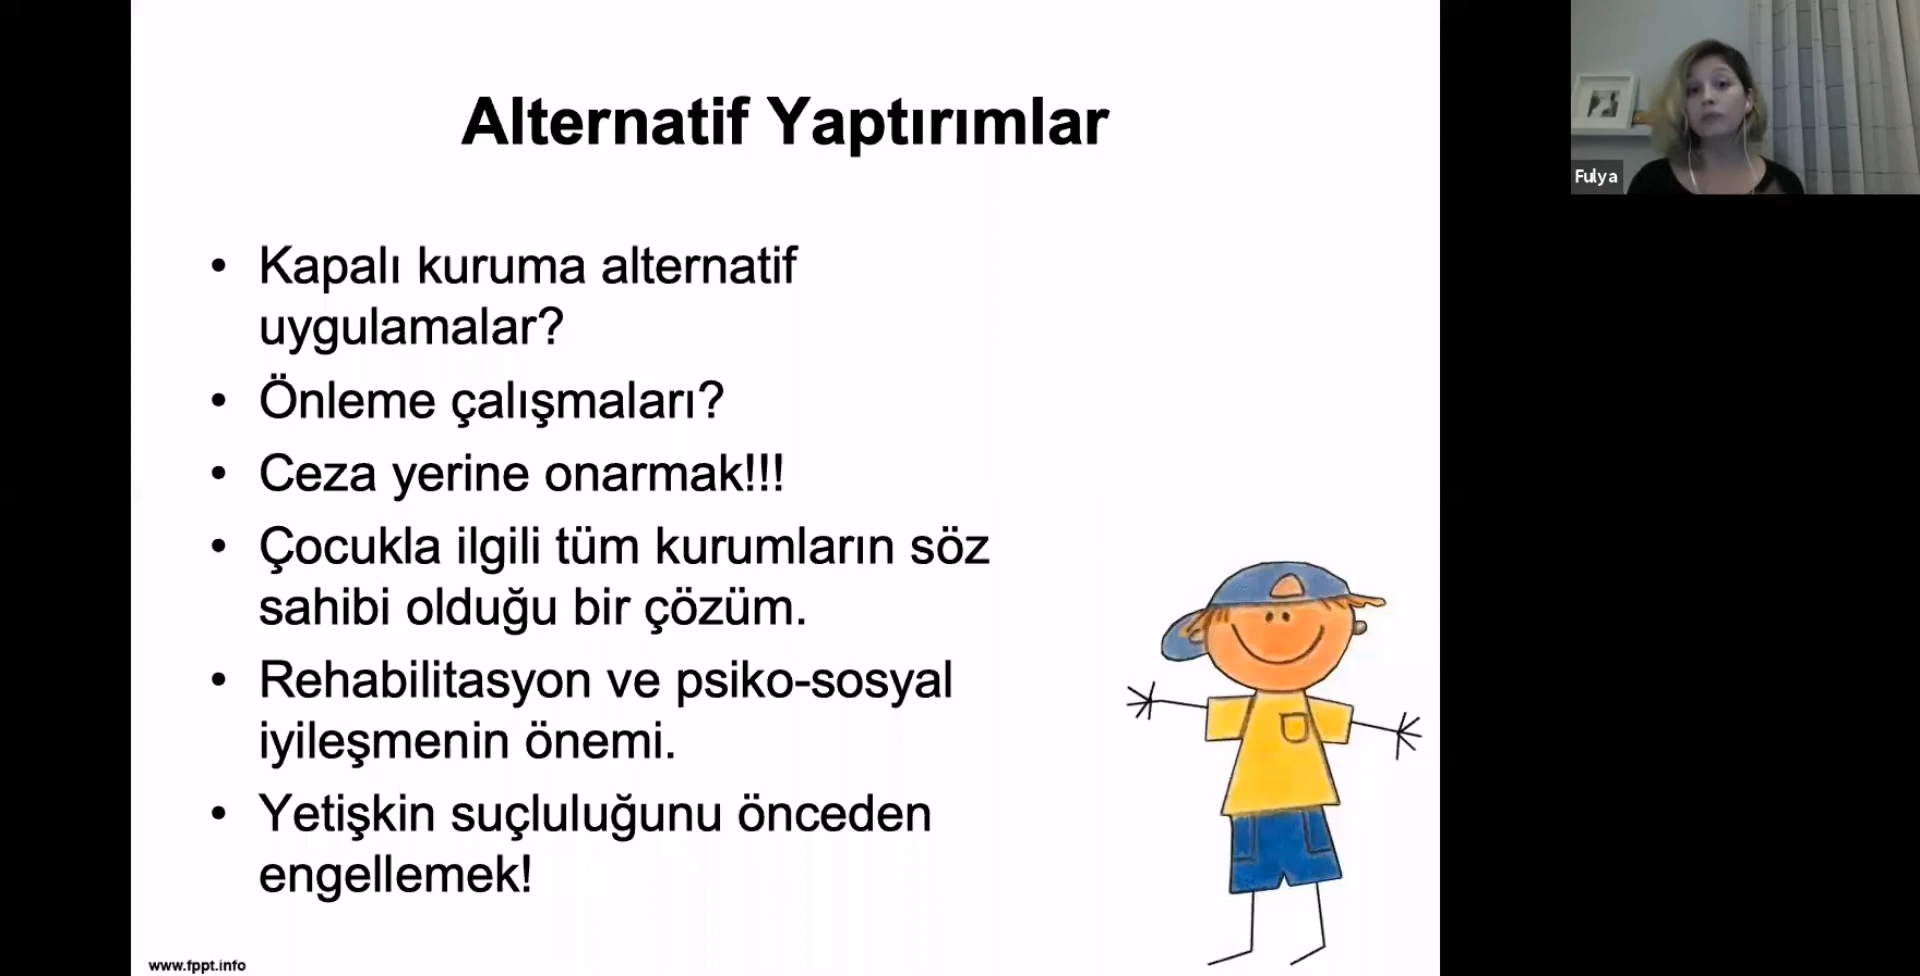 Alternatif Yaptırımlar
• Kapalı kuruma alternatif
uygulamalar?
• Önleme çalışmaları?
• Ceza yerine onarmak!!!
• Çocukla ilgili tüm kurumların söz
sahibi olduğu bir çözüm.
• Rehabilitasyon ve psiko-sosyal
iyileşmenin önemi.
• Yetişkin suçluluğunu önceden
engellemek!
www.fppt.info
Fulya